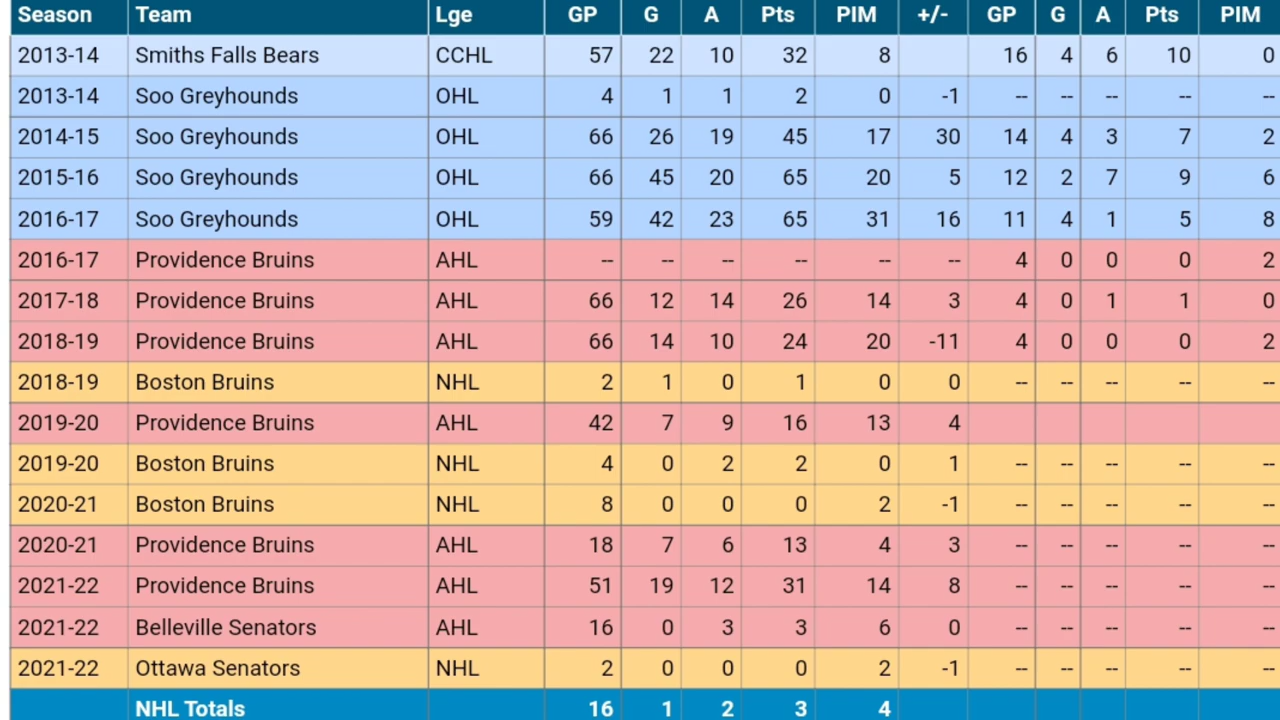 Season Team Lge GP G A Pts PIM +/- GP G A Pts PIM
2013-14 Smiths Falls Bears CCHL 57 22 10 32 8 16 4 6 10 0
2013-14 Soo Greyhounds OHL 4 1 1 2 0 -1 -- -- -- -- --
2014-15 Soo Greyhounds OHL 66 26 19 45 17 30 14 4 3 7 2
2015-16 Soo Greyhounds OHL 66 45 20 65 20 5 12 2 7 9 6
2016-17 Soo Greyhounds OHL 59 42 23 65 31 16 11 4 1 5 8
2016-17 Providence Bruins AHL -- -- -- -- -- -- 4 0 0 0 2
2017-18 Providence Bruins AHL 66 12 14 26 14 3 4 0 1 1 0
2018-19 Providence Bruins AHL 66 14 10 24 20 -11 4 0 0 0 2
2018-19 Boston Bruins NHL 2 1 0 1 0 0 -- -- -- -- --
2019-20 Providence Bruins AHL 42 7 9 16 13 4
2019-20 Boston Bruins NHL 4 0 2 2 0 1 -- -- -- -- --
2020-21 Boston Bruins NHL 8 0 0 0 2 -1 -- -- -- -- --
2020-21 Providence Bruins AHL 18 7 6 13 4 3 -- -- -- -- --
2021-22 Providence Bruins AHL 51 19 12 31 14 8 -- -- -- -- --
2021-22 Belleville Senators AHL 16 0 3 3 6 0 -- -- -- -- --
2021-22 Ottawa Senators NHL 2 0 0 0 2 -1 -- -- -- -- --
NHL Totals 16 1 2 3 4